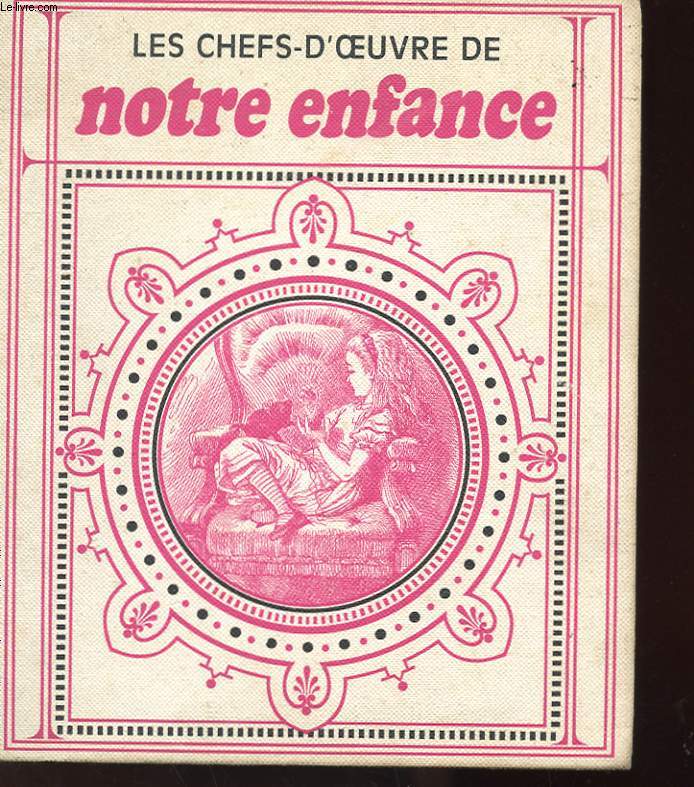 Le-livre.com
LES CHEFS-D'ŒUVRE DE
notre enfance